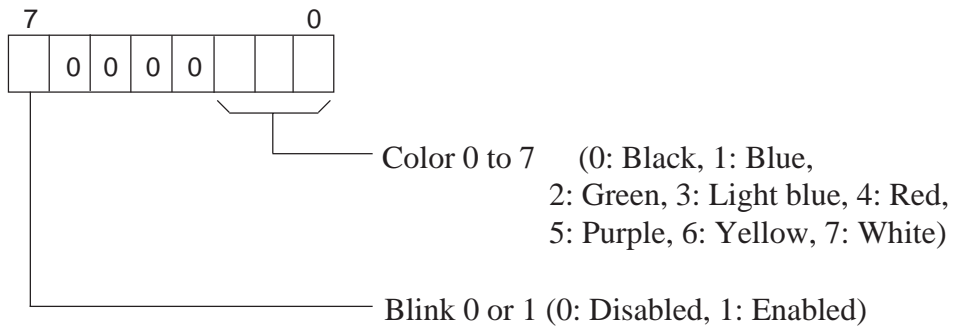 7 0
0 0 0 0
Color 0 to 7 (0: Black, 1: Blue,
2: Green, 3: Light blue, 4: Red,
5: Purple, 6: Yellow, 7: White)
Blink 0 or 1 (0: Disabled, 1: Enabled)